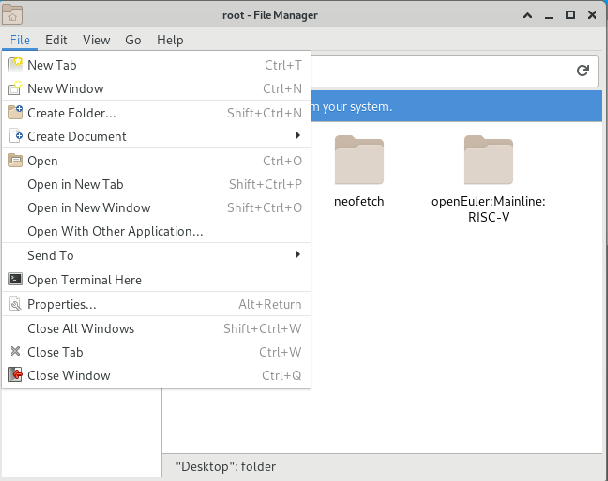 root - File Manager
File Edit View Go Help
New Tab Ctrl+T
New Window Ctrl+N
Create Folder... Shift+Ctrl+N
Create Document
Open Ctrl+O
Open in New Tab Shift+Ctrl+P
Open in New Window Shift+Ctrl+O
Open With Other Application...
Send To
Open Terminal Here
Properties... Alt+Return
Close All Windows Shift+Ctrl+W
Close Tab Ctrl+W
Close Window Ctrl+Q
your system.
neofetch
openEuler:Mainline:
RISC-V
"Desktop": folder